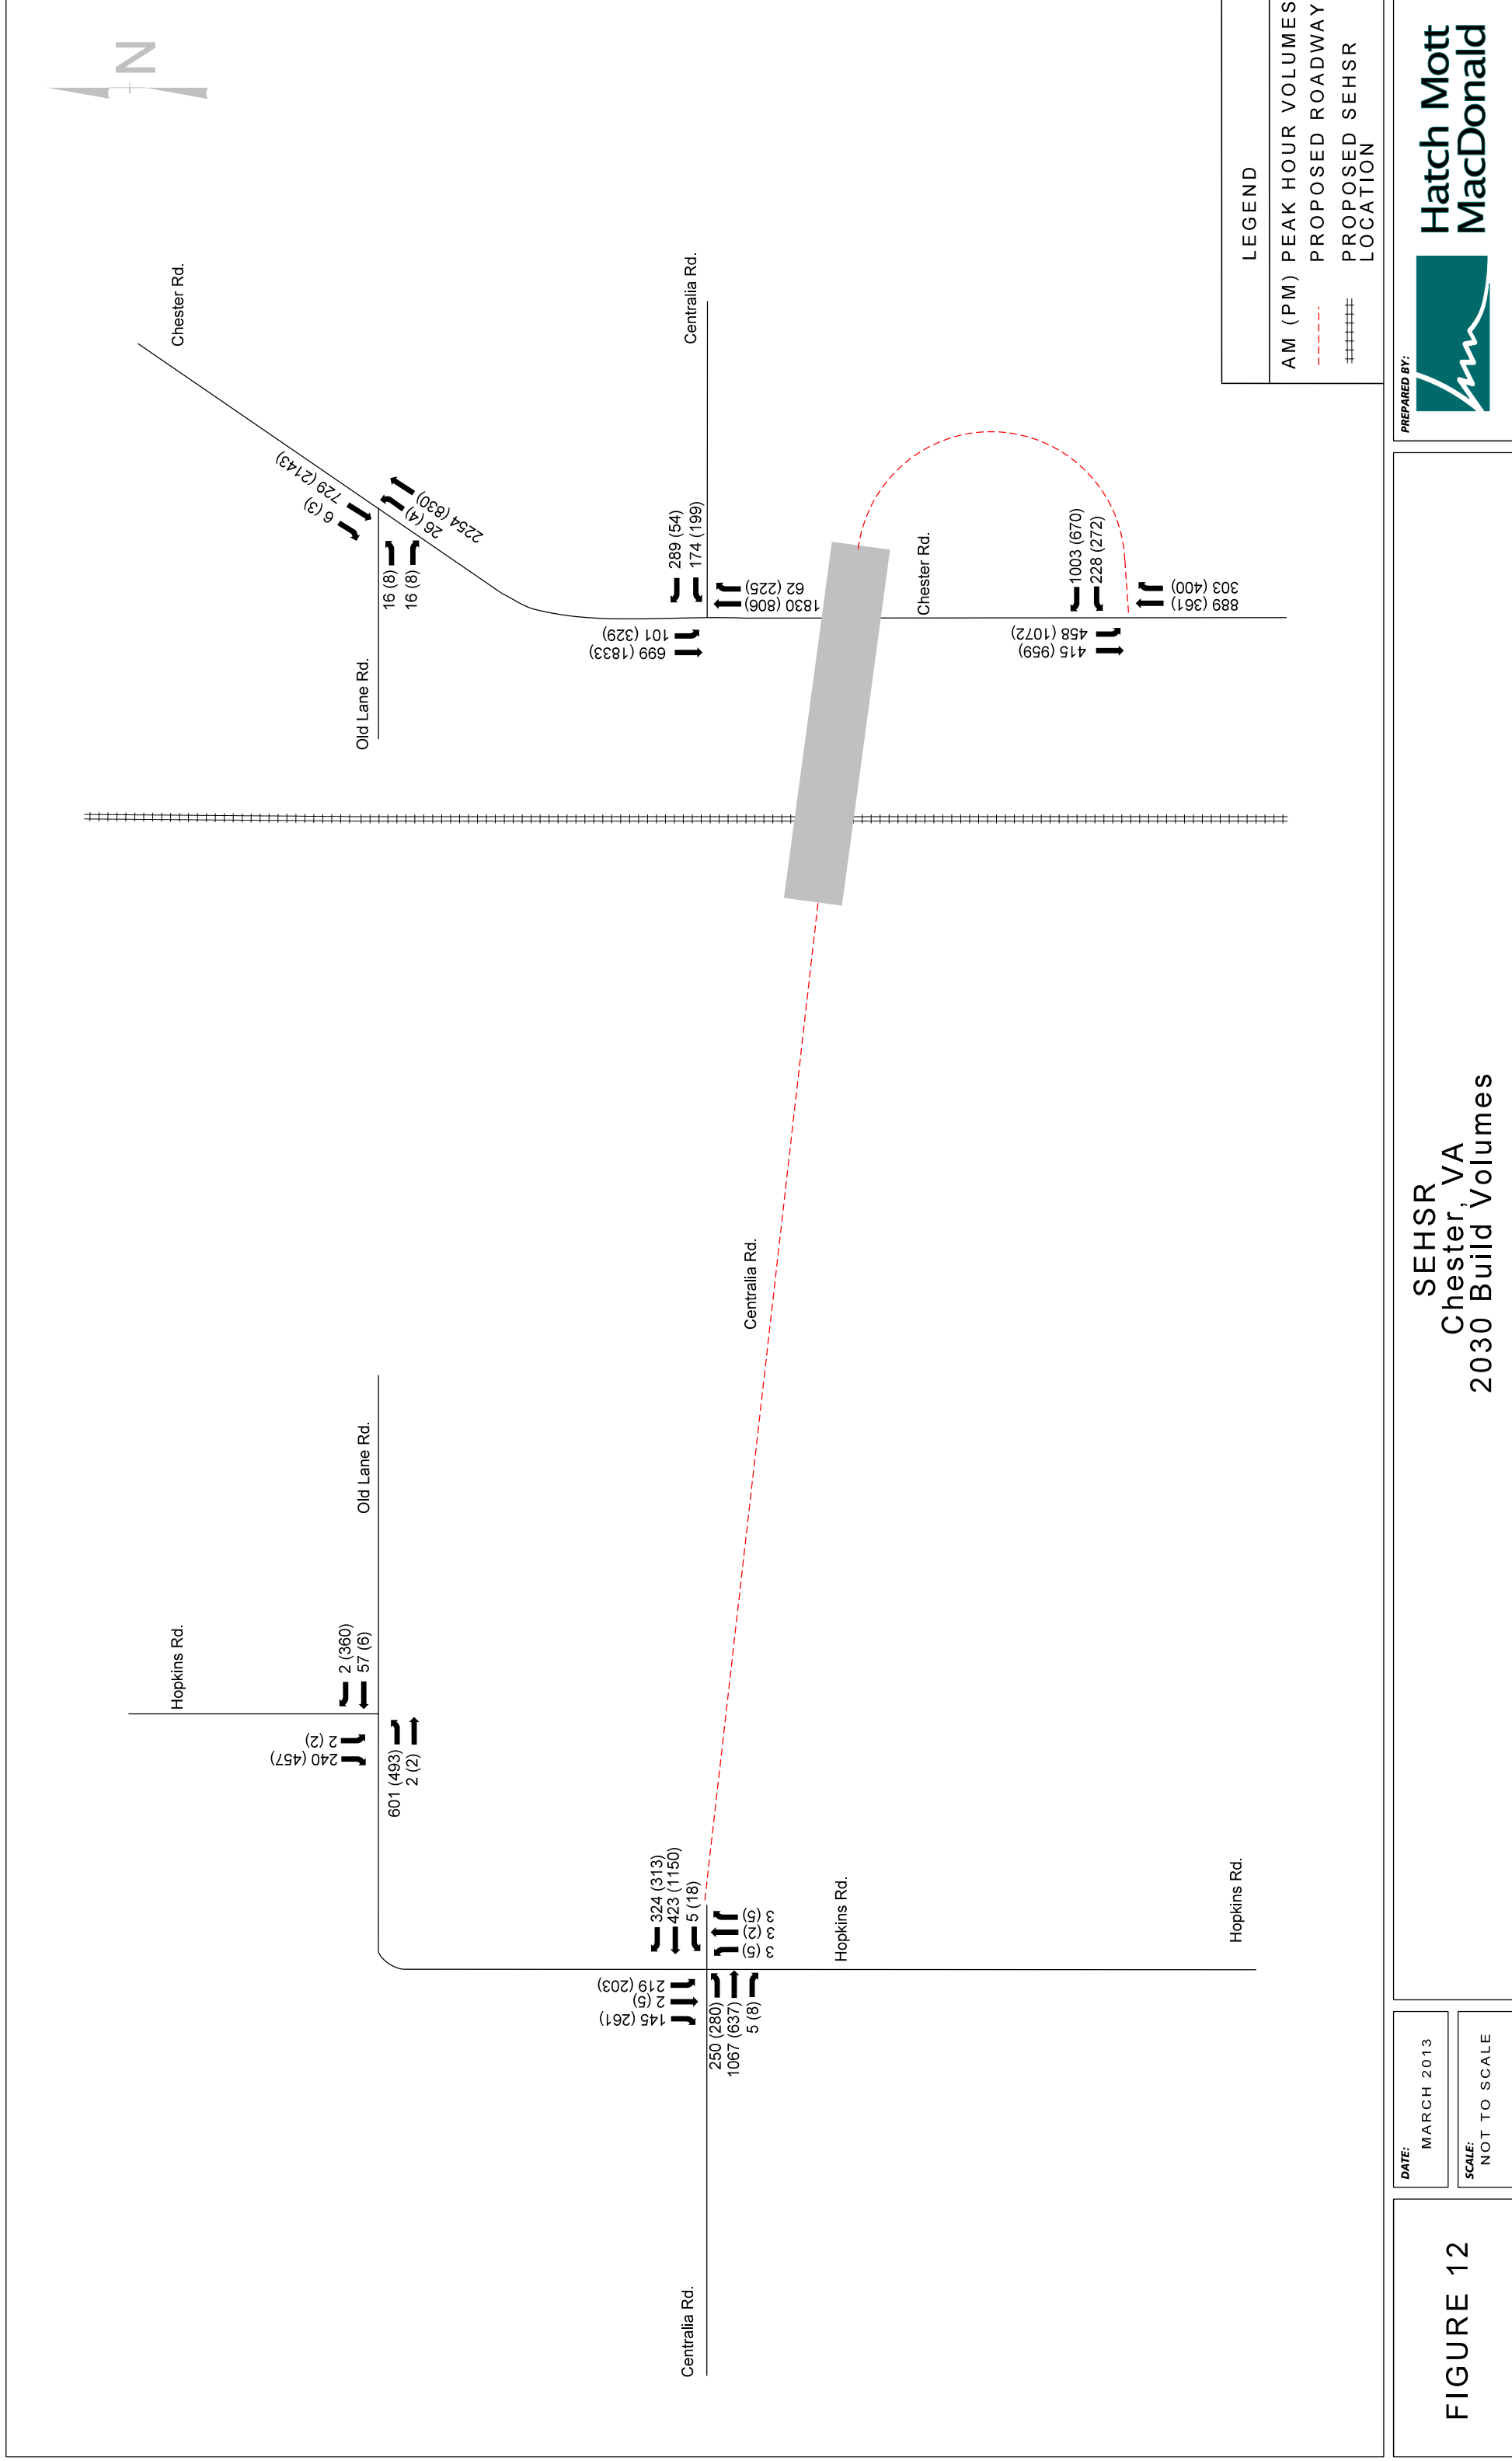 N
Chester Rd.
Hopkins Rd.
Old Lane Rd.
Old Lane Rd.
6 (3)
729 (2143)
26 (4)
2254 (830)
16 (8)
16 (8)
2 (360)
57 (6)
2 (2)
240 (457)
601 (493)
2 (2)
Centralia Rd.
Centralia Rd.
Centralia Rd.
324 (313)
423 (1150)
5 (18)
145 (261)
2 (5)
219 (203)
250 (280)
1067 (637)
5 (8)
3 (5)
3 (2)
3 (5)
289 (54)
174 (199)
699 (1833)
101 (329)
1830 (806)
62 (225)
Hopkins Rd.
Chester Rd.
1003 (670)
228 (272)
415 (959)
458 (1072)
889 (361)
303 (400)
Hopkins Rd.
LEGEND
AM (PM) PEAK HOUR VOLUMES
PROPOSED ROADWAY
PROPOSED SEHSR
LOCATION
FIGURE 12
DATE:
MARCH 2013
SCALE:
NOT TO SCALE
SEHSR
Chester, VA
2030 Build Volumes
PREPARED BY:
Hatch Mott
MacDonald